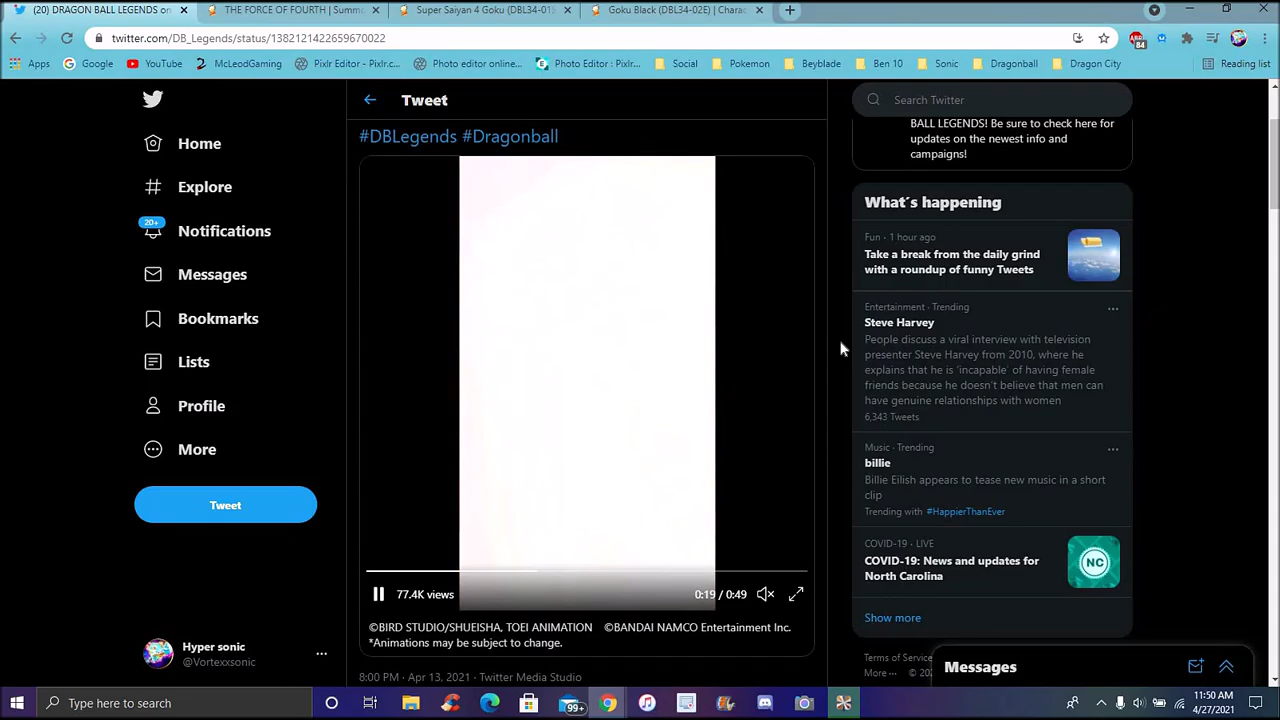 (20) DRAGON BALL LEGENDS on
THE FORCE OF FOURTH | Summo
Super Saiyan 4 Goku (DBL34-01S
Goku Black (DBL34-02E) | Charac
twitter.com/DB_Legends/status/1382121422659670022
84
Apps
Google
YouTube
McLeodGaming
Pixlr Editor - Pixlr.c...
Photo editor online...
Photo Editor : Pixlr...
Social
Pokemon
Beyblade
Ben 10
Sonic
Dragonball
Dragon City
Reading list
Home
Explore
20+
Notifications
Messages
Bookmarks
Lists
Profile
More
Tweet
Hyper sonic
@Vortexxsonic
Tweet
#DBLegends #Dragonball
77.4K views
0:19 / 0:49
©BIRD STUDIO/SHUEISHA, TOEI ANIMATION ©BANDAI NAMCO Entertainment Inc.
*Animations may be subject to change.
8:00 PM · Apr 13, 2021 · Twitter Media Studio
Search Twitter
BALL LEGENDS! Be sure to check here for
updates on the newest info and
campaigns!
What's happening
Fun · 1 hour ago
Take a break from the daily grind
with a roundup of funny Tweets
Entertainment · Trending
Steve Harvey
People discuss a viral interview with television
presenter Steve Harvey from 2010, where he
explains that he is 'incapable' of having female
friends because he doesn't believe that men can
have genuine relationships with women
6,343 Tweets
Music · Trending
billie
Billie Eilish appears to tease new music in a short
clip
Trending with #HappierThanEver
COVID-19 · LIVE
COVID-19: News and updates for
North Carolina
NC
Show more
Terms of Service
More
© 202
Messages
Type here to search
99+
11:50 AM
4/27/2021